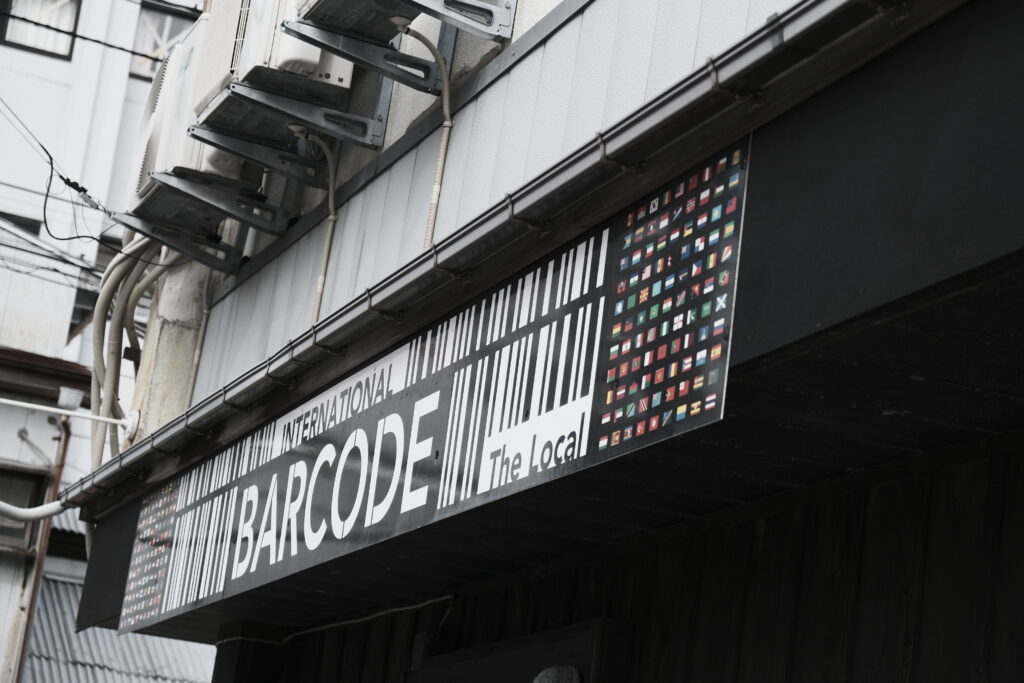 INTERNATIONAL
BARCODE
The Local